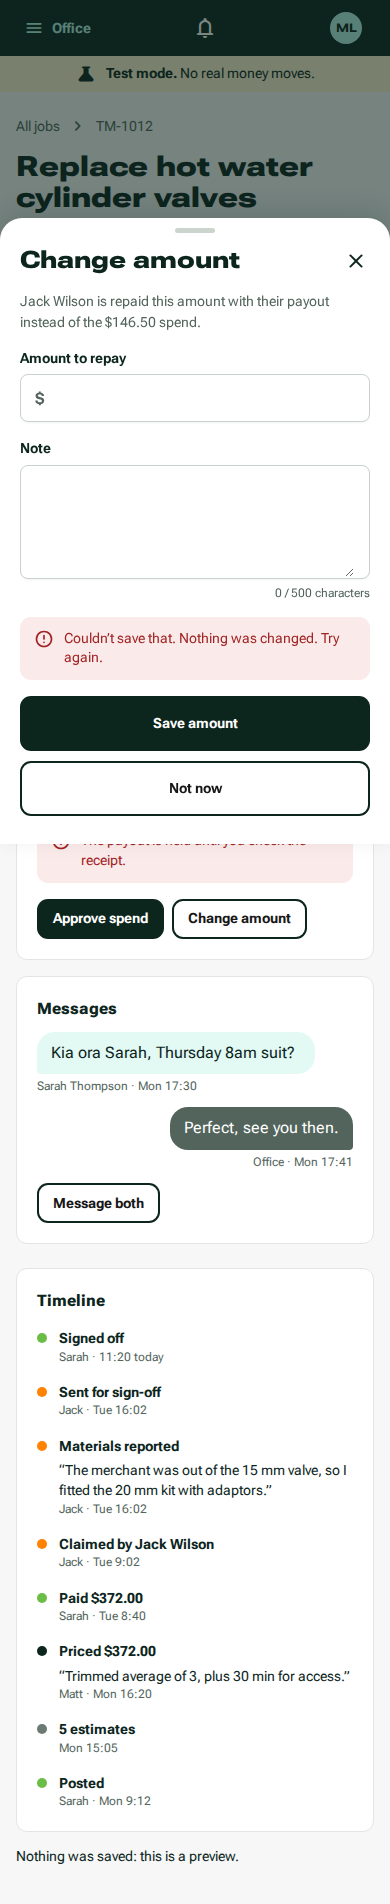 Office
ML
Test mode. No real money moves.
All jobs
TM-1012
Replace hot water
cylinder valves
Change amount
Jack Wilson is repaid this amount with their payout
instead of the $146.50 spend.
Amount to repay
$
Note
0 / 500 characters
Couldn’t save that. Nothing was changed. Try
again.
Save amount
Not now
The payout is held until you check the
receipt.
Approve spend
Change amount
Messages
Kia ora Sarah, Thursday 8am suit?
Sarah Thompson · Mon 17:30
Perfect, see you then.
Office · Mon 17:41
Message both
Timeline
Signed off
Sarah · 11:20 today
Sent for sign-off
Jack · Tue 16:02
Materials reported
“The merchant was out of the 15 mm valve, so I
fitted the 20 mm kit with adaptors.”
Jack · Tue 16:02
Claimed by Jack Wilson
Jack · Tue 9:02
Paid $372.00
Sarah · Tue 8:40
Priced $372.00
“Trimmed average of 3, plus 30 min for access.”
Matt · Mon 16:20
5 estimates
Mon 15:05
Posted
Sarah · Mon 9:12
Nothing was saved: this is a preview.